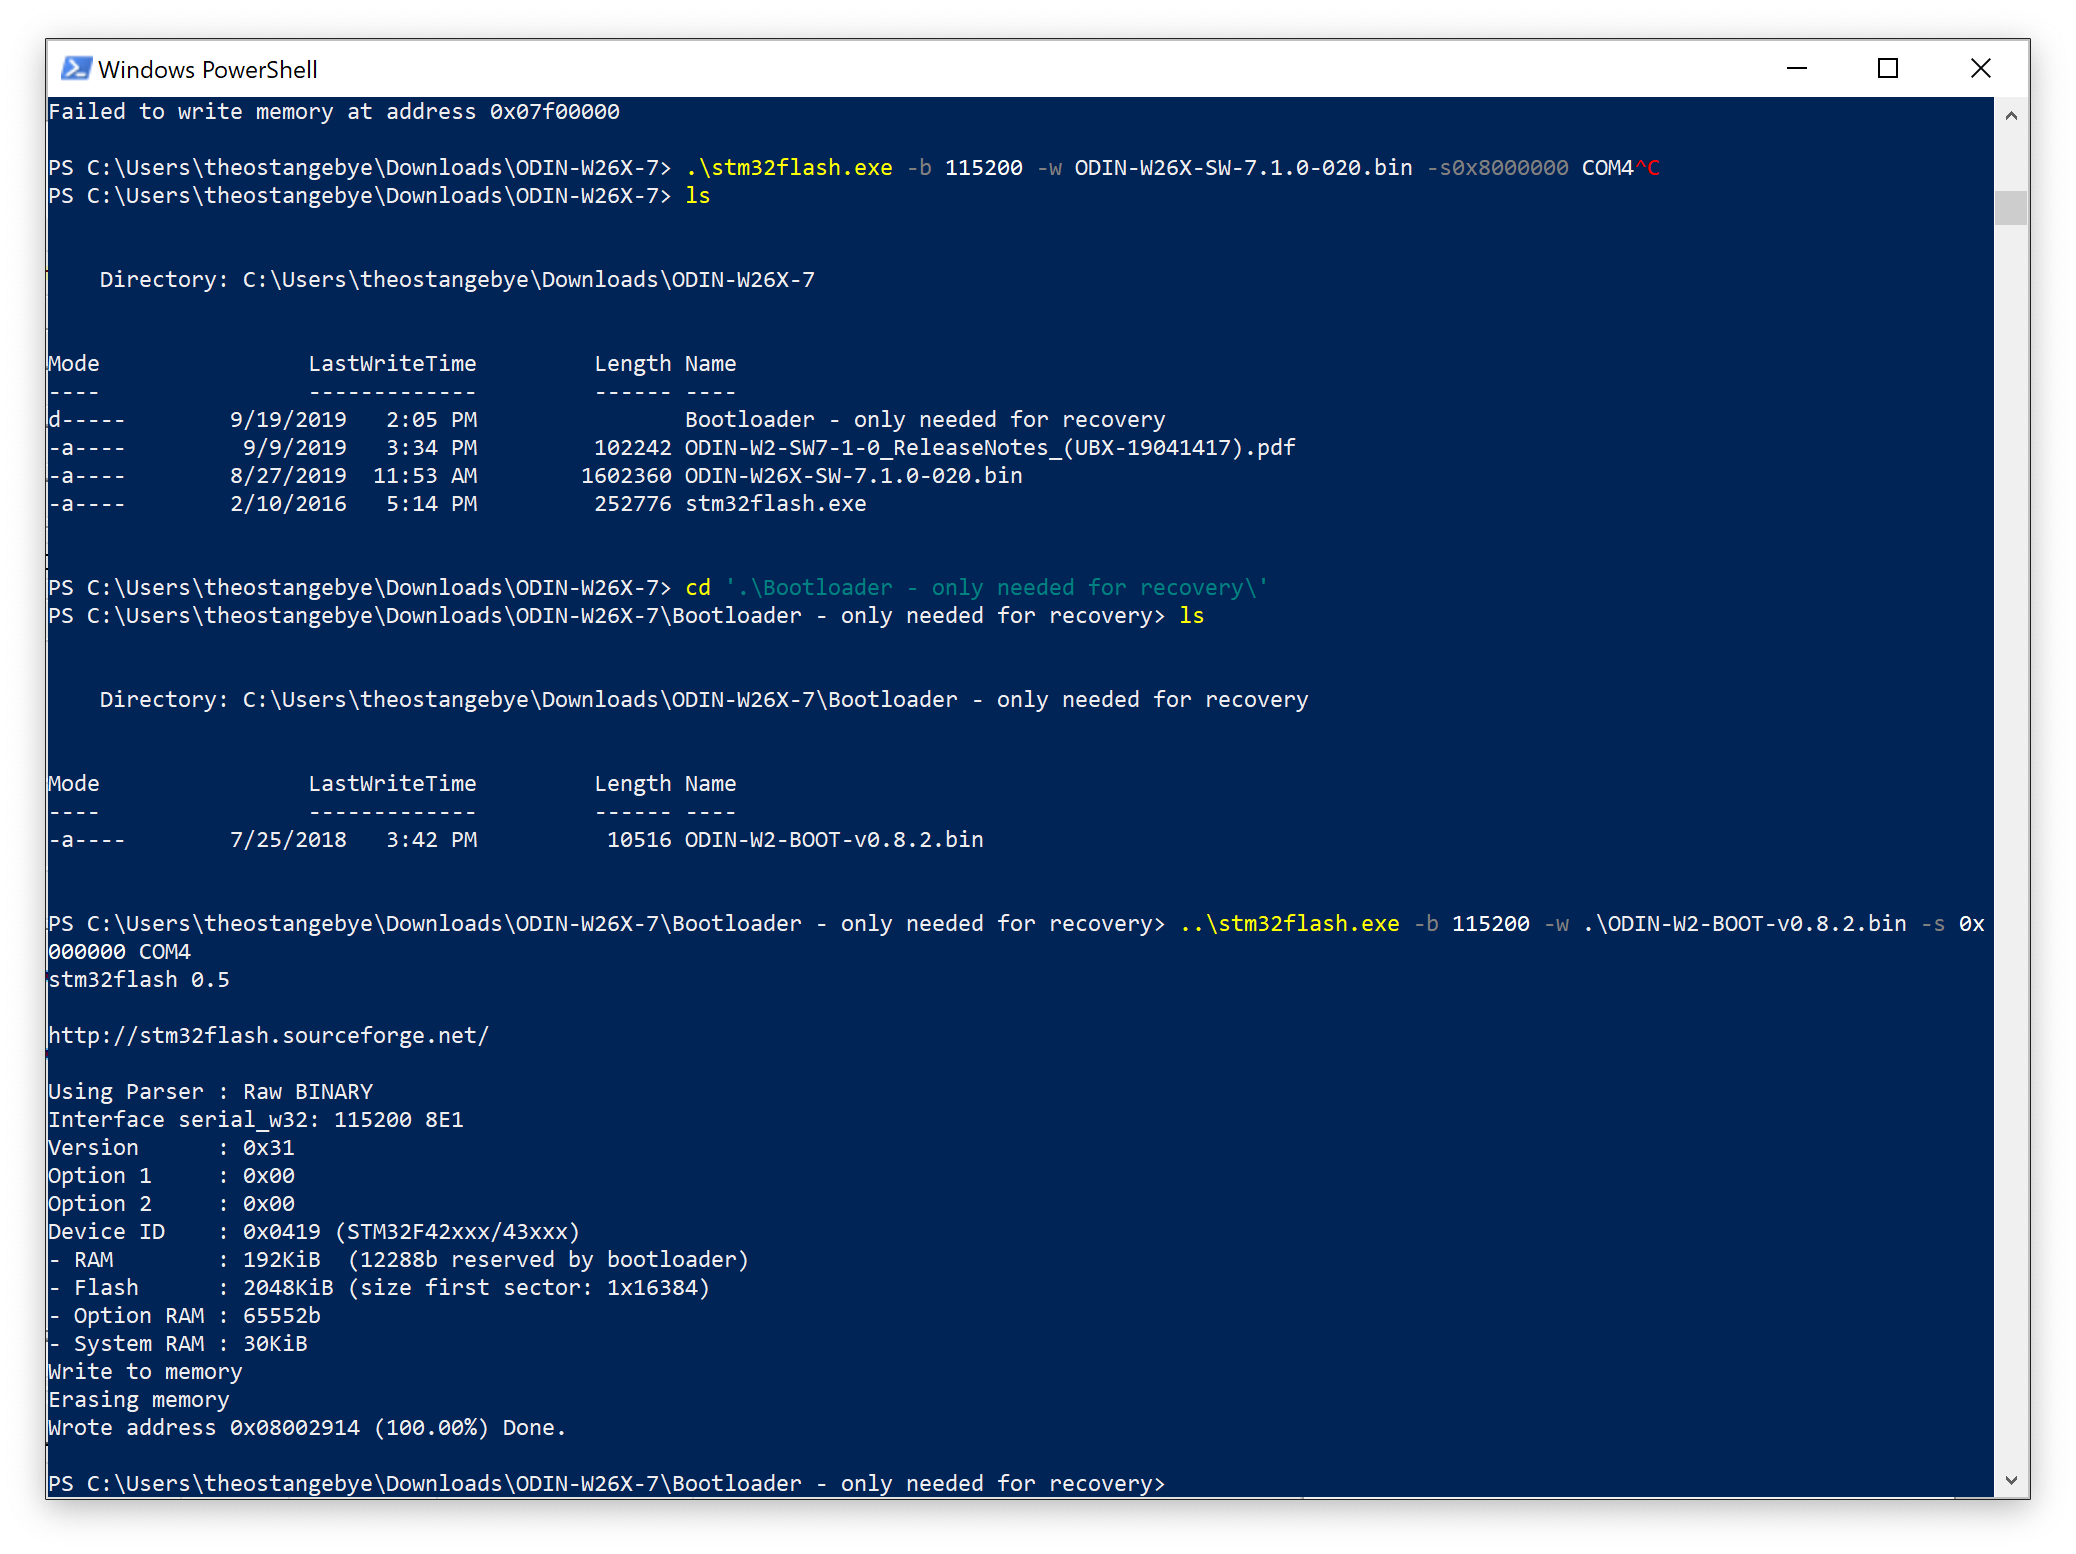 Windows PowerShell
Failed to write memory at address 0x07f00000
PS C:\Users\theostangebye\Downloads\ODIN-W26X-7> .\stm32flash.exe -b 115200 -w ODIN-W26X-SW-7.1.0-020.bin -s0x8000000 COM4^C
PS C:\Users\theostangebye\Downloads\ODIN-W26X-7> ls
Directory: C:\Users\theostangebye\Downloads\ODIN-W26X-7
Mode                LastWriteTime         Length Name
----                -------------         ------ ----
d-----        9/19/2019   2:05 PM                Bootloader - only needed for recovery
-a----         9/9/2019   3:34 PM         102242 ODIN-W2-SW7-1-0_ReleaseNotes_(UBX-19041417).pdf
-a----        8/27/2019  11:53 AM        1602360 ODIN-W26X-SW-7.1.0-020.bin
-a----        2/10/2016   5:14 PM         252776 stm32flash.exe
PS C:\Users\theostangebye\Downloads\ODIN-W26X-7> cd '.\Bootloader - only needed for recovery\'
PS C:\Users\theostangebye\Downloads\ODIN-W26X-7\Bootloader - only needed for recovery> ls
Directory: C:\Users\theostangebye\Downloads\ODIN-W26X-7\Bootloader - only needed for recovery
Mode                LastWriteTime         Length Name
----                -------------         ------ ----
-a----        7/25/2018   3:42 PM          10516 ODIN-W2-BOOT-v0.8.2.bin
PS C:\Users\theostangebye\Downloads\ODIN-W26X-7\Bootloader - only needed for recovery> ..\stm32flash.exe -b 115200 -w .\ODIN-W2-BOOT-v0.8.2.bin -s 0x
000000 COM4
stm32flash 0.5
http://stm32flash.sourceforge.net/
Using Parser : Raw BINARY
Interface serial_w32: 115200 8E1
Version      : 0x31
Option 1     : 0x00
Option 2     : 0x00
Device ID    : 0x0419 (STM32F42xxx/43xxx)
- RAM        : 192KiB  (12288b reserved by bootloader)
- Flash      : 2048KiB (size first sector: 1x16384)
- Option RAM : 65552b
- System RAM : 30KiB
Write to memory
Erasing memory
Wrote address 0x08002914 (100.00%) Done.
PS C:\Users\theostangebye\Downloads\ODIN-W26X-7\Bootloader - only needed for recovery>